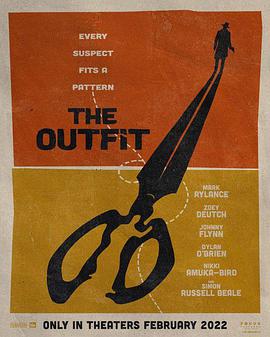 EVERY
SUSPECT
FITS A
PATTERN
THE
OUTFIT
MARK
RYLANCE
ZOEY
DEUTCH
JOHNNY
FLYNN
DYLAN
O'BRIEN
NIKKI
AMUKA-BIRD
AND SIMON
RUSSELL BEALE
ONLY IN THEATERS FEBRUARY 2022
FOCUS